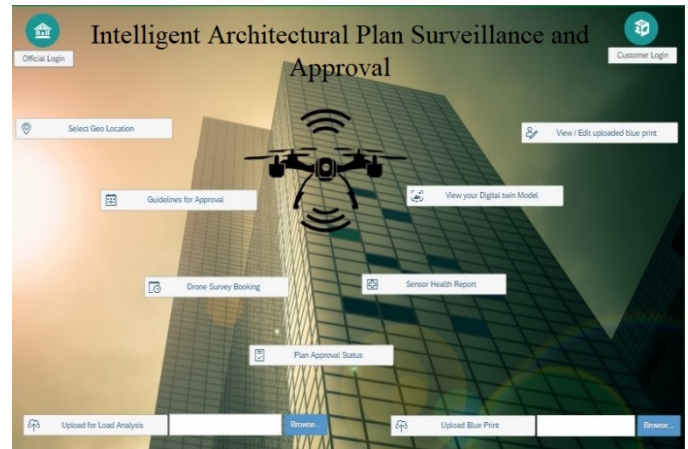 Intelligent Architectural Plan Surveillance and
Approval
Official Login
Customer Login
Select Geo Location
View / Edit uploaded blue print
Guidelines for Approval
View your Digital twin Model
Drone Survey Booking
Sensor Health Report
Plan Approval Status
Upload for Load Analysis
Browse...
Upload Blue Print
Browse...